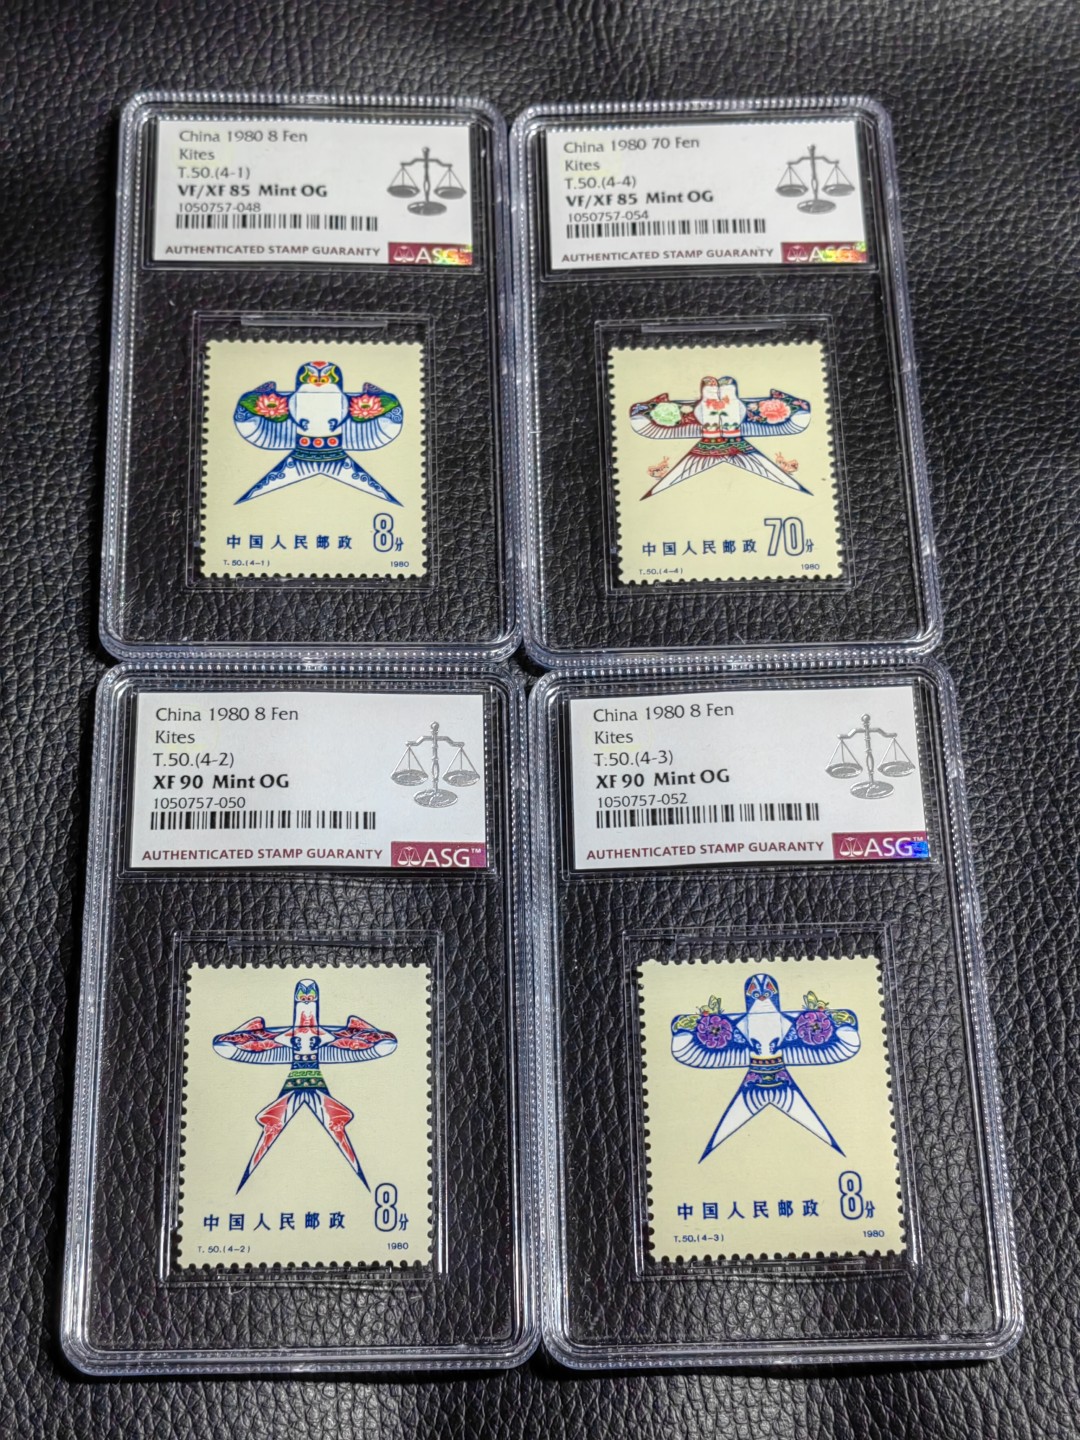 China 1980 8 Fen
Kites
T.50.(4-1)
VF/XF 85 Mint OG
1050757-048
AUTHENTICATED STAMP GUARANTY ASG
中国人民邮政 8分
T.50.(4-1) 1980
China 1980 70 Fen
Kites
T.50.(4-4)
VF/XF 85 Mint OG
1050757-054
AUTHENTICATED STAMP GUARANTY ASG
中国人民邮政 70分
T.50.(4-4) 1980
China 1980 8 Fen
Kites
T.50.(4-2)
XF 90 Mint OG
1050757-050
AUTHENTICATED STAMP GUARANTY ASG™
中国人民邮政 8分
T.50.(4-2) 1980
China 1980 8 Fen
Kites
T.50.(4-3)
XF 90 Mint OG
1050757-052
AUTHENTICATED STAMP GUARANTY ASG
中国人民邮政 8分
T.50.(4-3) 1980